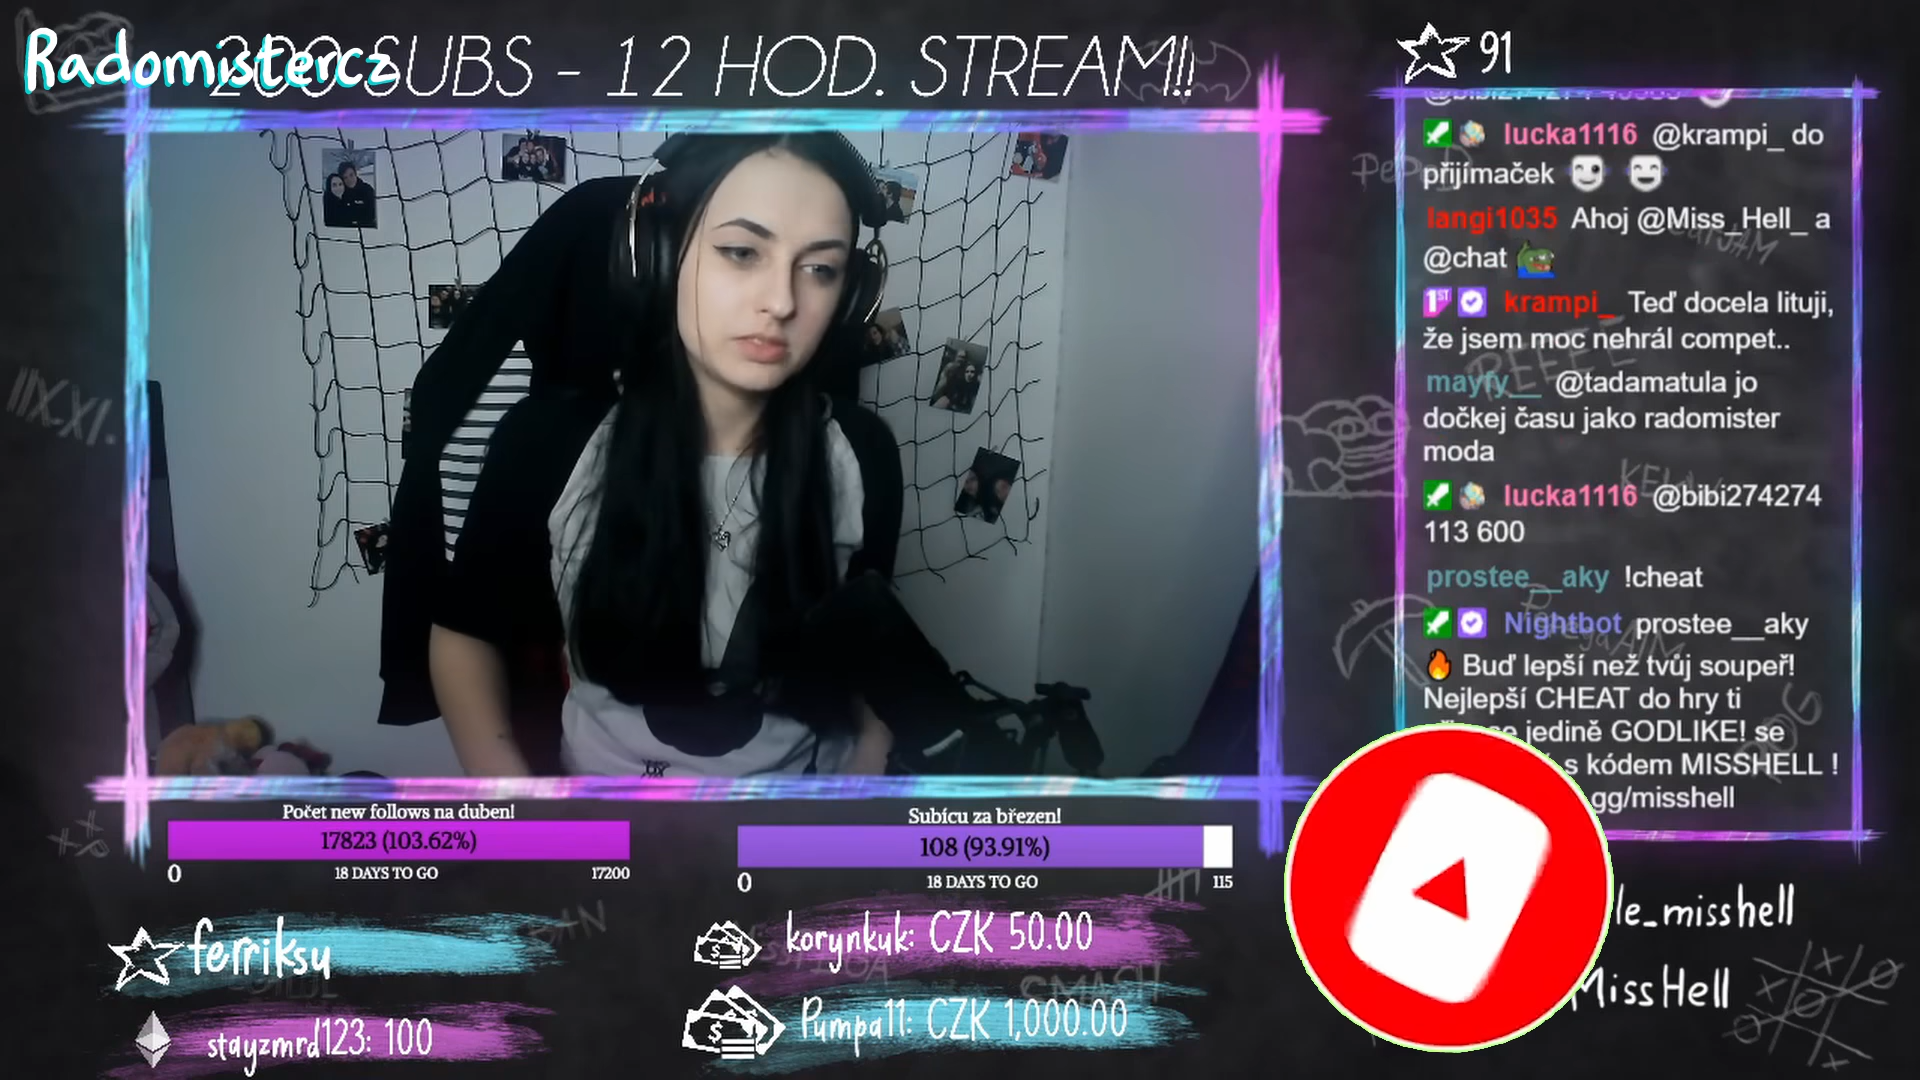 Radomistercz
200 SUBS - 12 HOD. STREAM!!
91
lucka1116 @krampi_ do
přijímaček
langi1035 Ahoj @Miss_Hell_ a
@chat
1ST krampi_ Teď docela lituji,
že jsem moc nehrál compet..
mayfy__ @tadamatula jo
dočkej času jako radomister
moda
lucka1116 @bibi274274
113 600
prostee__aky !cheat
Nightbot prostee__aky
Buď lepší než tvůj soupeř!
Nejlepší CHEAT do hry ti
jedině GODLIKE! se
s kódem MISSHELL !
gg/misshell
Počet new follows na duben!
17823 (103.62%)
0 18 DAYS TO GO 17200
Subícu za březen!
108 (93.91%)
0 18 DAYS TO GO 115
ferriksu
stayzmrd123: 100
korynkuk: CZK 50.00
Pumpa11: CZK 1,000.00
le_misshell
MissHell